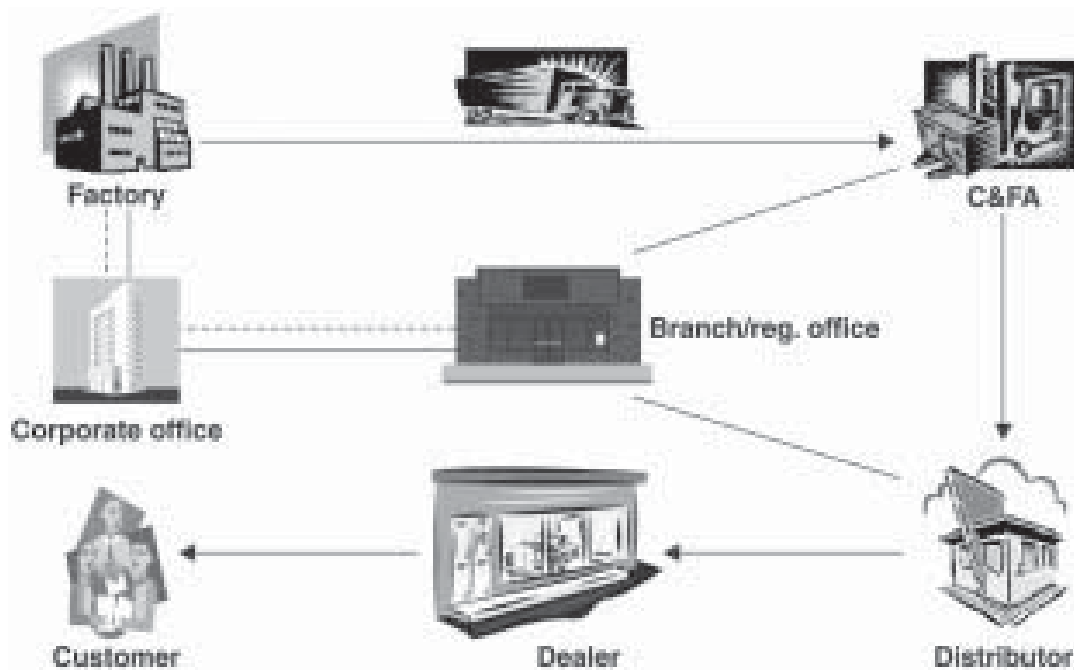 Factory
C&FA
Branch/reg. office
Corporate office
Customer
Dealer
Distributor